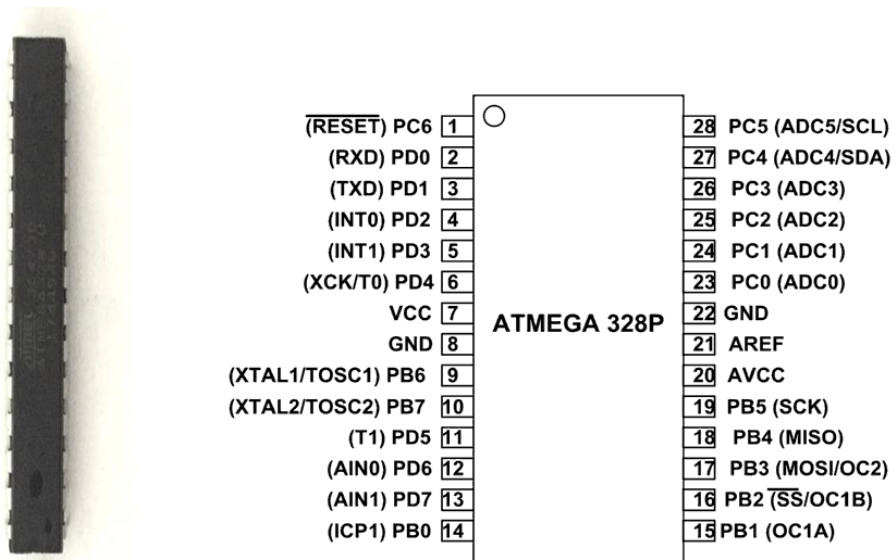 (RESET) PC6 1
(RXD) PD0 2
(TXD) PD1 3
(INT0) PD2 4
(INT1) PD3 5
(XCK/T0) PD4 6
VCC 7
GND 8
(XTAL1/TOSC1) PB6 9
(XTAL2/TOSC2) PB7 10
(T1) PD5 11
(AIN0) PD6 12
(AIN1) PD7 13
(ICP1) PB0 14
ATMEGA 328P
28 PC5 (ADC5/SCL)
27 PC4 (ADC4/SDA)
26 PC3 (ADC3)
25 PC2 (ADC2)
24 PC1 (ADC1)
23 PC0 (ADC0)
22 GND
21 AREF
20 AVCC
19 PB5 (SCK)
18 PB4 (MISO)
17 PB3 (MOSI/OC2)
16 PB2 (SS/OC1B)
15 PB1 (OC1A)